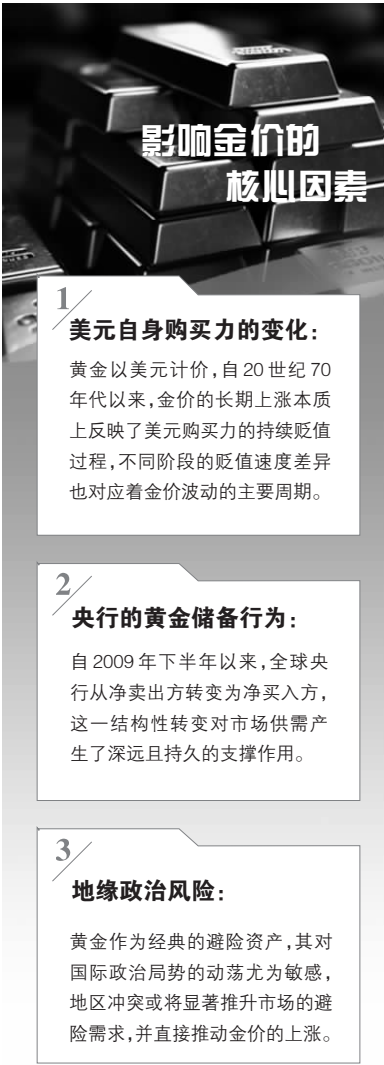 影响金价的
核心因素
1
美元自身购买力的变化：
黄金以美元计价，自20世纪70
年代以来，金价的长期上涨本质
上反映了美元购买力的持续贬值
过程，不同阶段的贬值速度差异
也对应着金价波动的主要周期。
2
央行的黄金储备行为：
自2009年下半年以来，全球央
行从净卖出方转变为净买入方，
这一结构性转变对市场供需产
生了深远且持久的支撑作用。
3
地缘政治风险：
黄金作为经典的避险资产，其对
国际政治局势的动荡尤为敏感，
地区冲突或将显著推升市场的避
险需求，并直接推动金价的上涨。